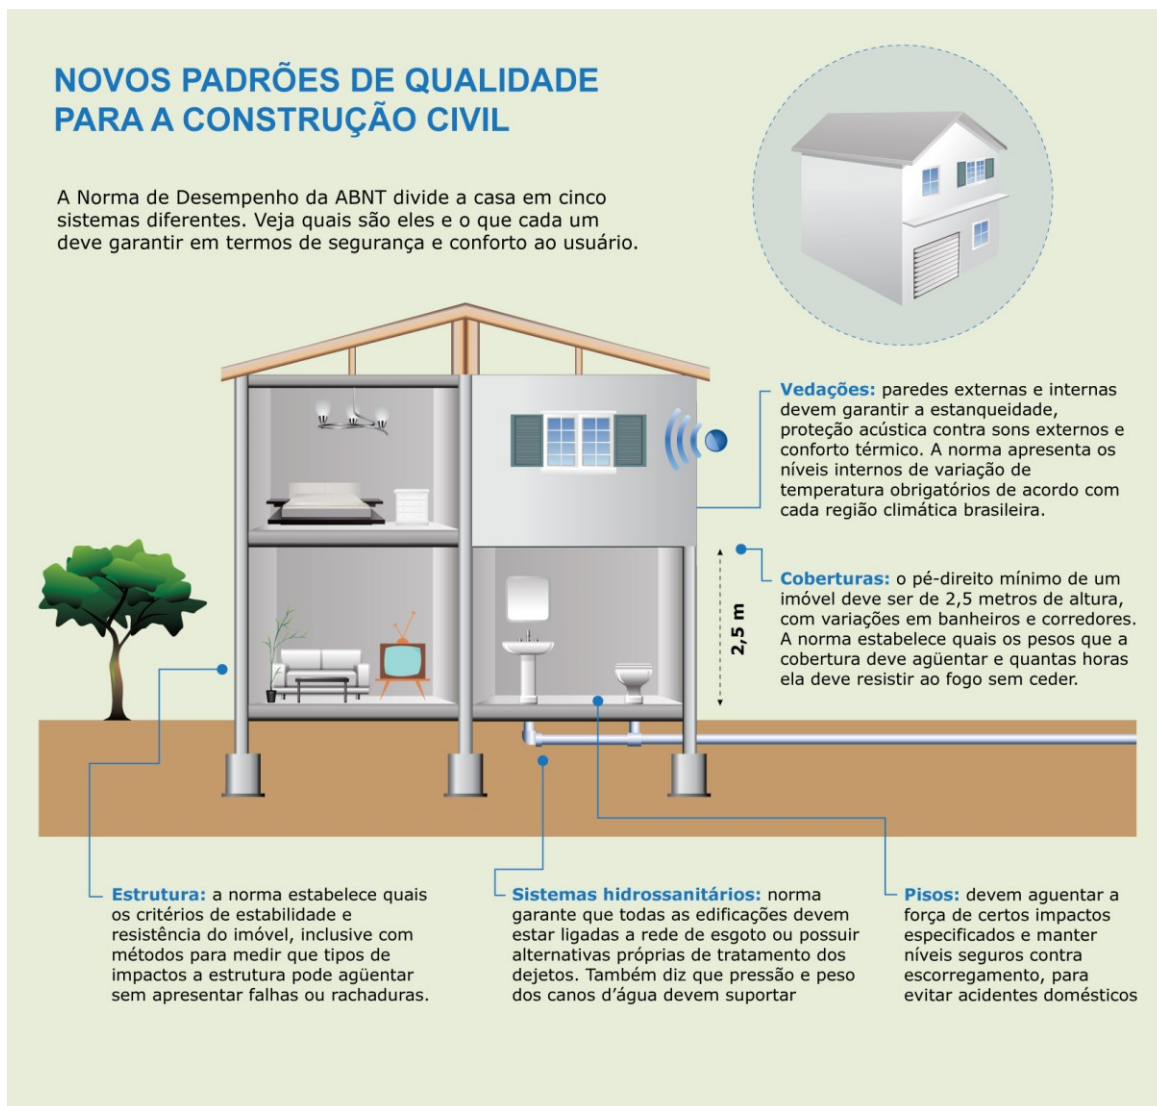 NOVOS PADRÕES DE QUALIDADE
PARA A CONSTRUÇÃO CIVIL
A Norma de Desempenho da ABNT divide a casa em cinco
sistemas diferentes. Veja quais são eles e o que cada um
deve garantir em termos de segurança e conforto ao usuário.
Vedações: paredes externas e internas
devem garantir a estanqueidade,
proteção acústica contra sons externos e
conforto térmico. A norma apresenta os
níveis internos de variação de
temperatura obrigatórios de acordo com
cada região climática brasileira.
Coberturas: o pé-direito mínimo de um
imóvel deve ser de 2,5 metros de altura,
com variações em banheiros e corredores.
A norma estabelece quais os pesos que a
cobertura deve agüentar e quantas horas
ela deve resistir ao fogo sem ceder.
2,5 m
Estrutura: a norma estabelece quais
os critérios de estabilidade e
resistência do imóvel, inclusive com
métodos para medir que tipos de
impactos a estrutura pode agüentar
sem apresentar falhas ou rachaduras.
Sistemas hidrossanitários: norma
garante que todas as edificações devem
estar ligadas a rede de esgoto ou possuir
alternativas próprias de tratamento dos
dejetos. Também diz que pressão e peso
dos canos d'água devem suportar
Pisos: devem aguentar a
força de certos impactos
especificados e manter
níveis seguros contra
escorregamento, para
evitar acidentes domésticos